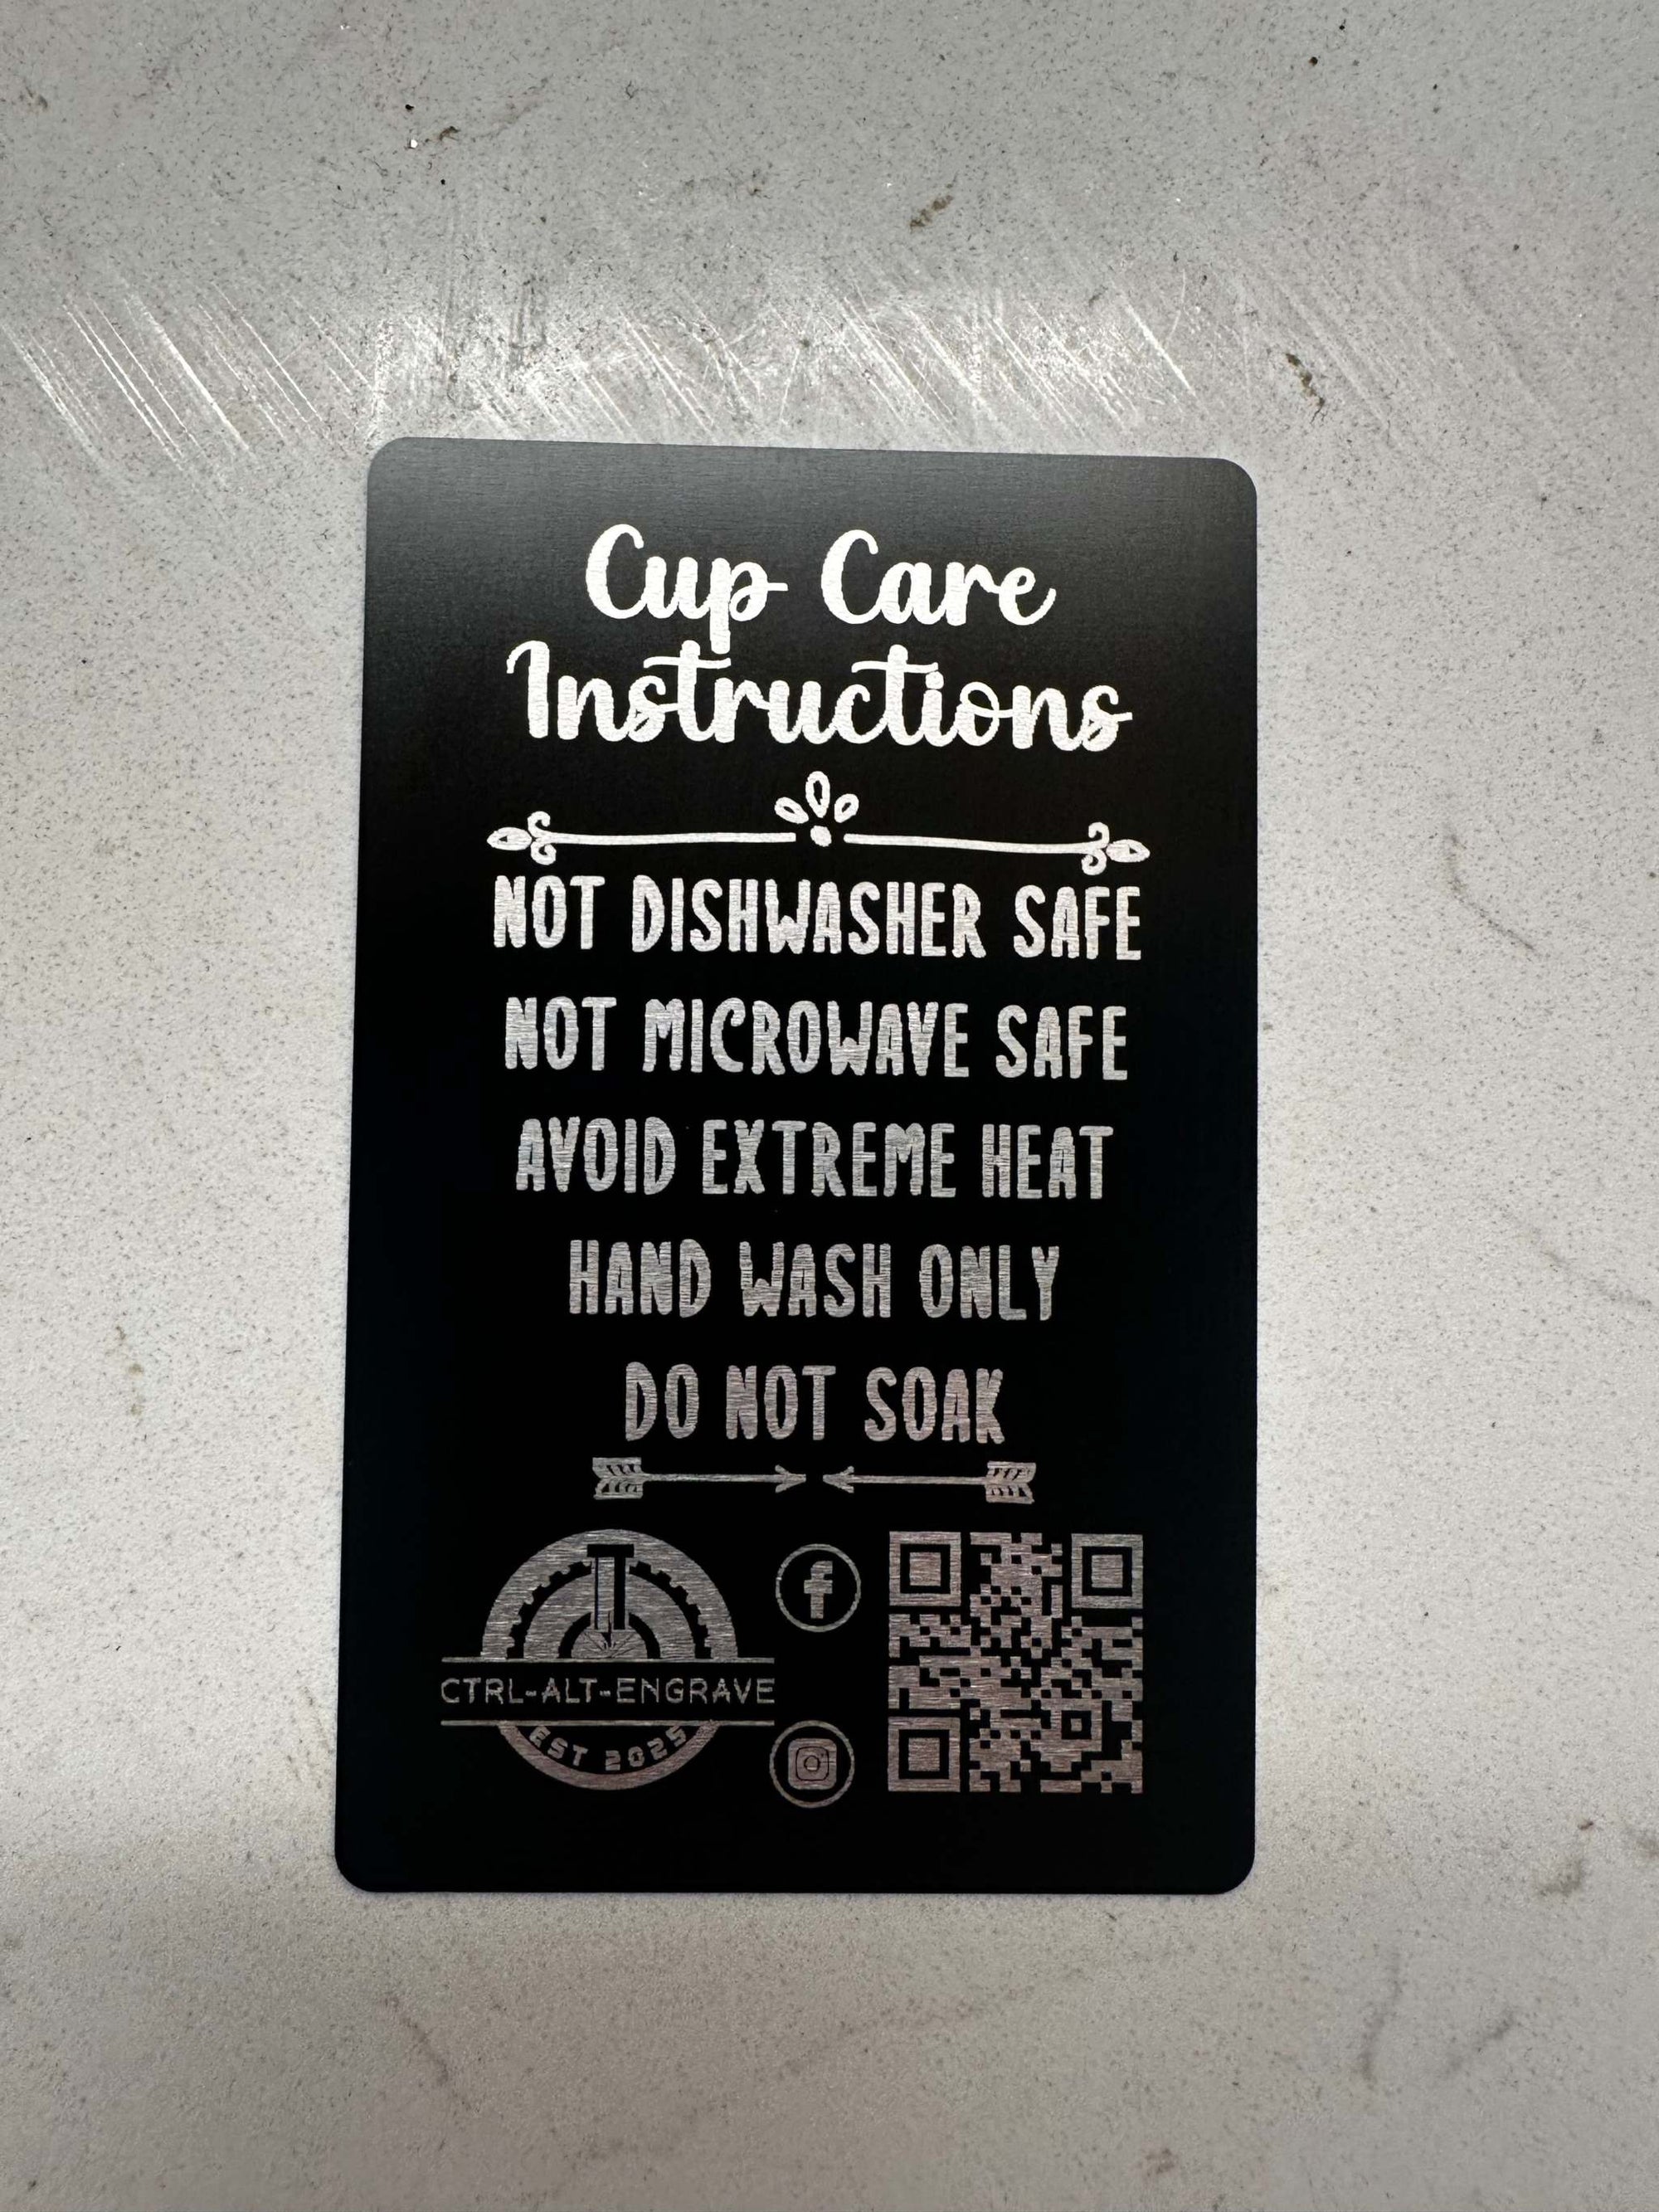 Cup Care
Instructions
NOT DISHWASHER SAFE
NOT MICROWAVE SAFE
AVOID EXTREME HEAT
HAND WASH ONLY
DO NOT SOAK
CTRL-ALT-ENGRAVE
EST 2025